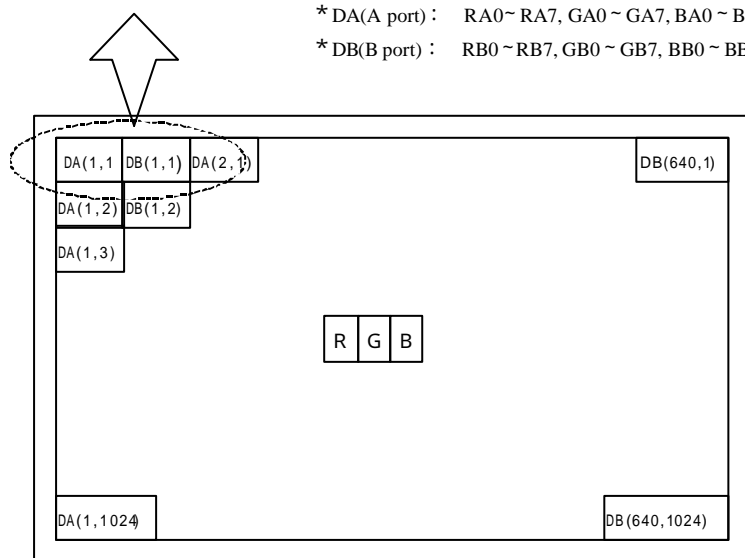 * DA(A port) : RA0~ RA7, GA0 ~ GA7, BA0 ~ B
* DB(B port) : RB0 ~ RB7, GB0 ~ GB7, BB0 ~ BB
DA(1,1 DB(1,1) DA(2,1) DB(640,1)
DA(1,2) DB(1,2)
DA(1,3)
R G B
DA(1,1024) DB(640,1024)